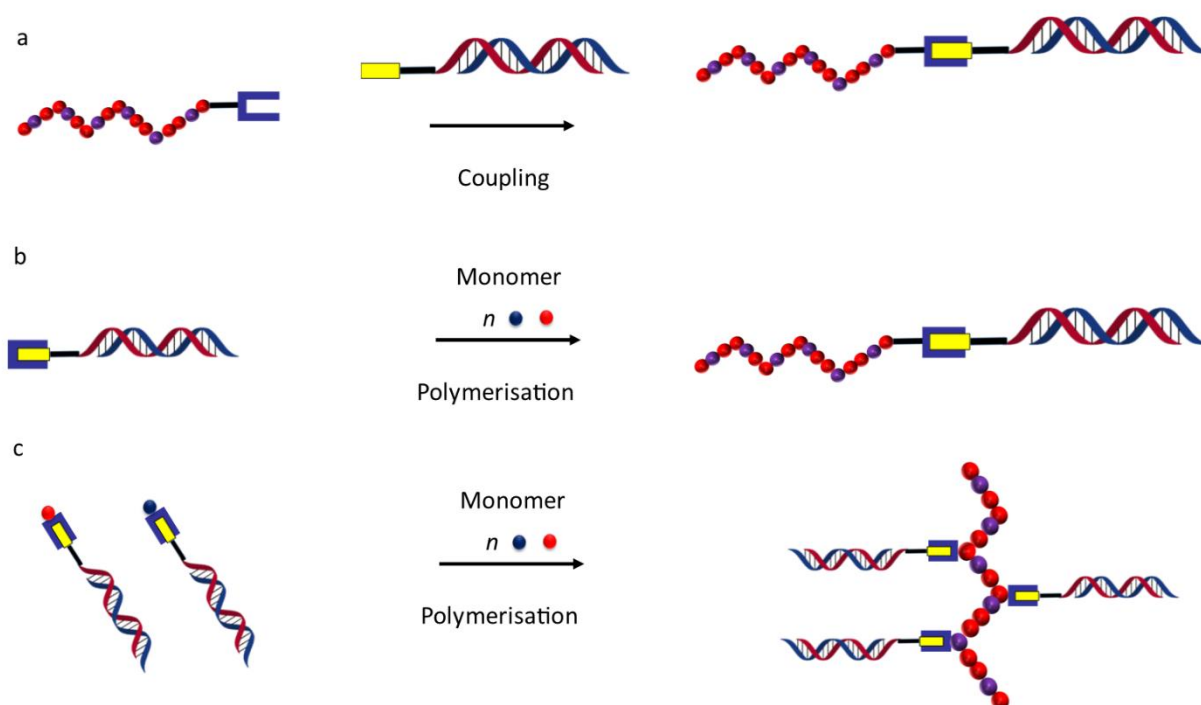 a
Coupling
b
Monomer
n
Polymerisation
c
Monomer
n
Polymerisation